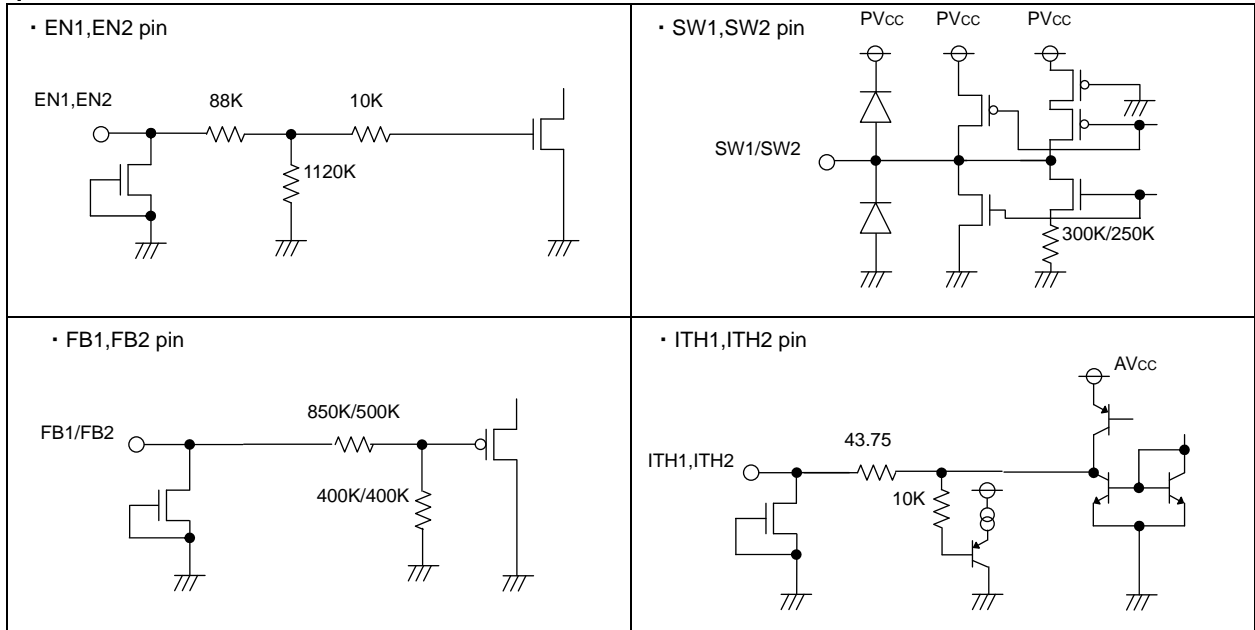 ・EN1,EN2 pin
EN1,EN2
88K
10K
1120K
・SW1,SW2 pin
PVCC
PVCC
PVCC
SW1/SW2
300K/250K
・FB1,FB2 pin
850K/500K
FB1/FB2
400K/400K
・ITH1,ITH2 pin
AVCC
43.75
ITH1,ITH2
10K